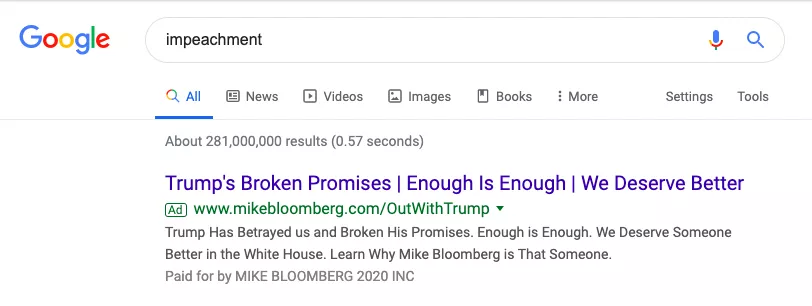 Google
impeachment
All News Videos Images Books More Settings Tools
About 281,000,000 results (0.57 seconds)
Trump's Broken Promises | Enough Is Enough | We Deserve Better
Ad www.mikebloomberg.com/OutWithTrump
Trump Has Betrayed us and Broken His Promises. Enough is Enough. We Deserve Someone
Better in the White House. Learn Why Mike Bloomberg is That Someone.
Paid for by MIKE BLOOMBERG 2020 INC